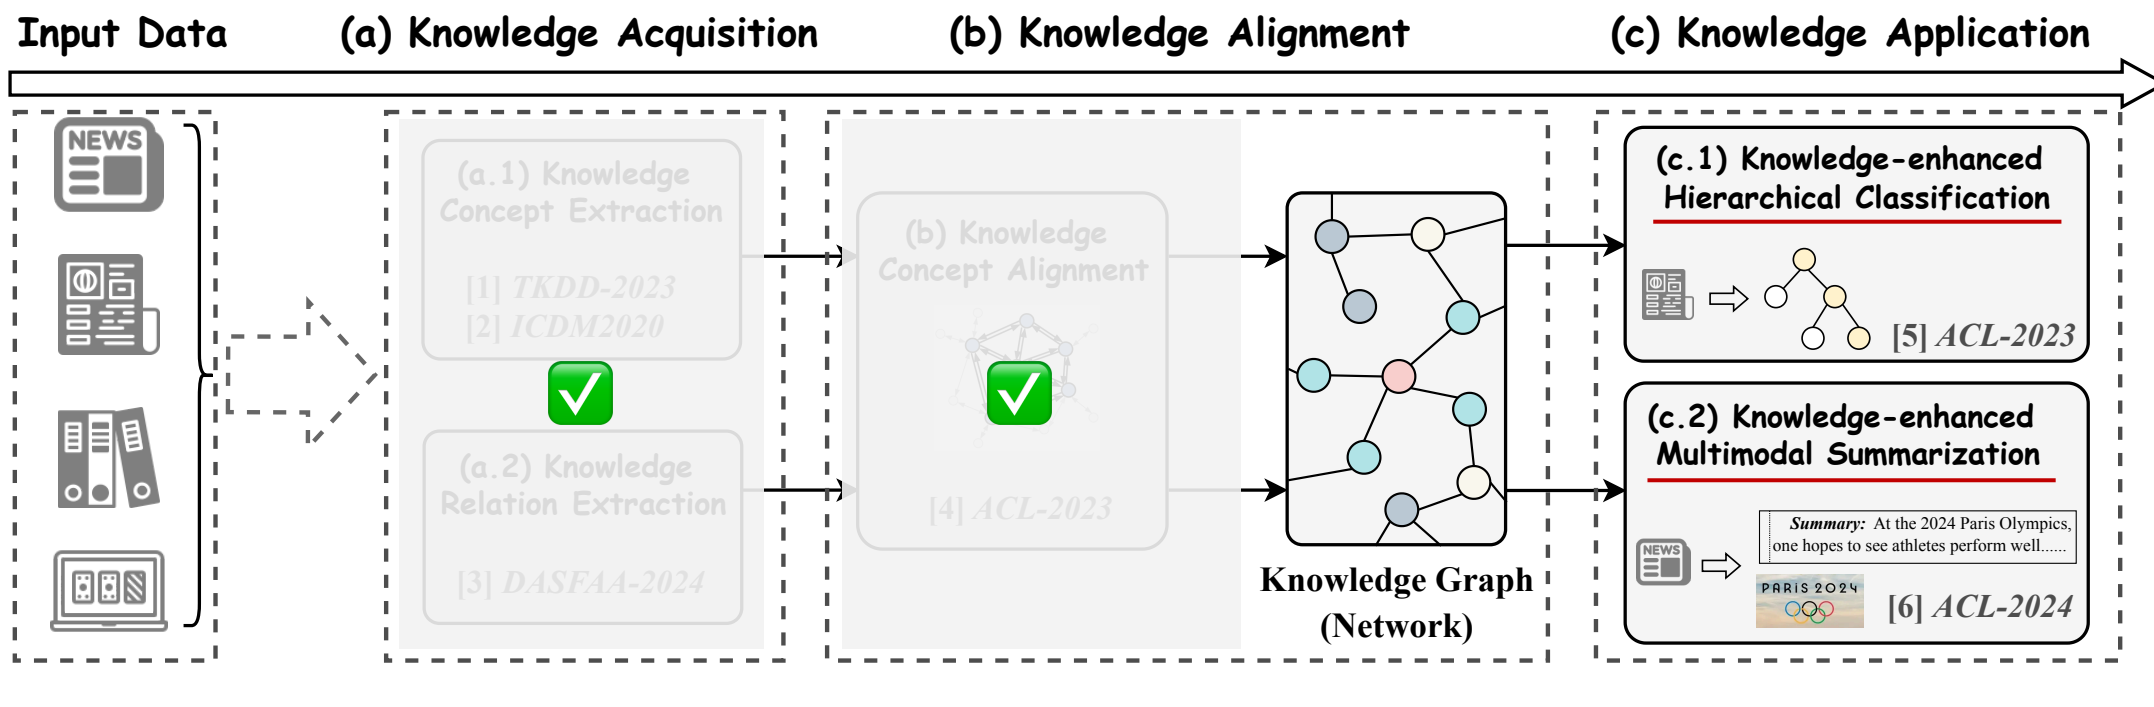 Input Data
(a) Knowledge Acquisition
(b) Knowledge Alignment
(c) Knowledge Application
NEWS
(a.1) Knowledge
Concept Extraction
[1] TKDD-2023
[2] ICDM2020
(a.2) Knowledge
Relation Extraction
[3] DASFAA-2024
(b) Knowledge
Concept Alignment
[4] ACL-2023
Knowledge Graph
(Network)
(c.1) Knowledge-enhanced
Hierarchical Classification
[5] ACL-2023
(c.2) Knowledge-enhanced
Multimodal Summarization
Summary: At the 2024 Paris Olympics,
one hopes to see athletes perform well......
NEWS
PARIS 2024
[6] ACL-2024